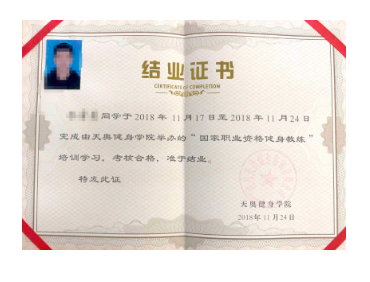 结业证书
CERTIFICATE OF COMPLETION
同学于 2018 年 11 月 17 日至 2018 年 11 月 24 日
完成由天奥健身学院举办的“国家职业资格健身教练”
培训学习，考核合格，准予结业。
特发此证
天奥健身学院
2018年 11 月 24日